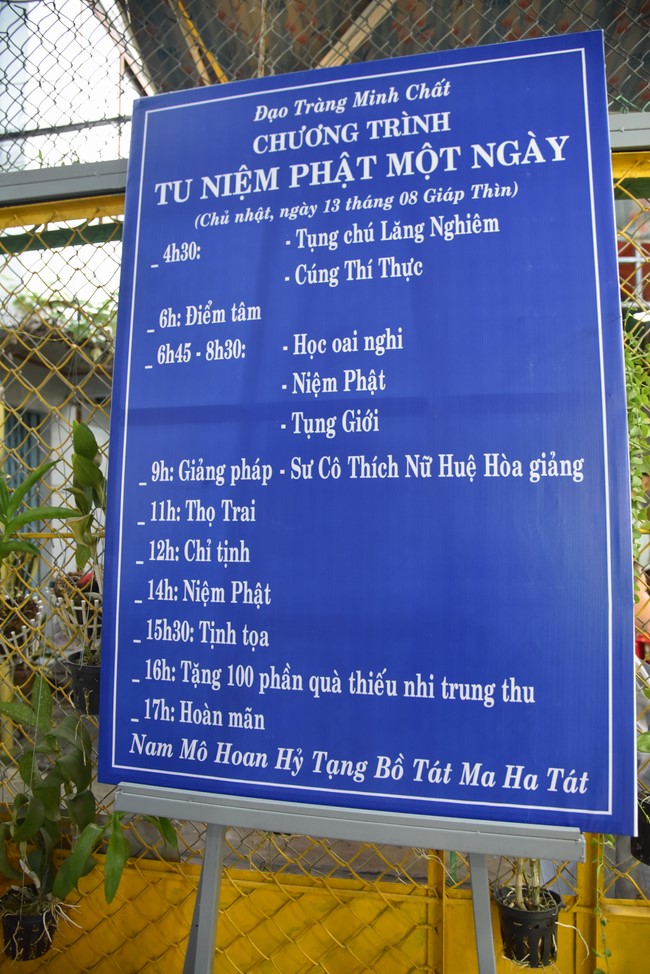 Đạo Tràng Minh Chất
CHƯƠNG TRÌNH
TU NIỆM PHẬT MỘT NGÀY
(Chủ nhật, ngày 13 tháng 08 Giáp Thìn)
_ 4h30: - Tụng chú Lăng Nghiêm
- Cúng Thí Thực
_ 6h: Điểm tâm
_ 6h45 - 8h30: - Học oai nghi
- Niệm Phật
- Tụng Giới
_ 9h: Giảng pháp - Sư Cô Thích Nữ Huệ Hòa giảng
_ 11h: Thọ Trai
_ 12h: Chỉ tịnh
_ 14h: Niệm Phật
_ 15h30: Tịnh tọa
_ 16h: Tặng 100 phần quà thiếu nhi trung thu
_ 17h: Hoàn mãn
Nam Mô Hoan Hỷ Tạng Bồ Tát Ma Ha Tát